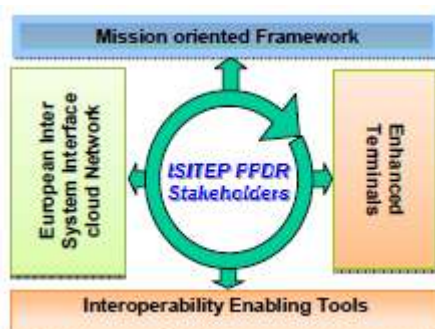 Mission oriented Framework
European Inter
System Interface
cloud Network
ISITEP FFDR
Stakeholders
Enhanced
Terminals
Interoperability Enabling Tools